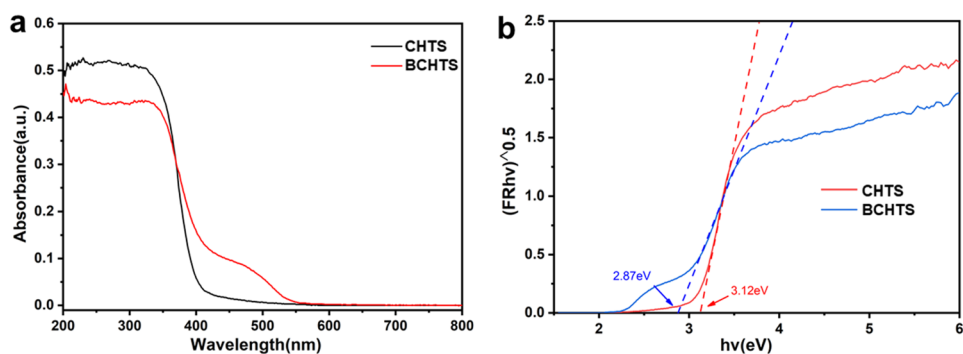 a
0.6
0.5
0.4
0.3
0.2
0.1
0.0
Absorbance(a.u.)
CHTS
BCHTS
200 300 400 500 600 700 800
Wavelength(nm)
b
2.5
2.0
1.5
1.0
0.5
0.0
(FRhv)^0.5
CHTS
BCHTS
2.87eV
3.12eV
2 3 4 5 6
hv(eV)